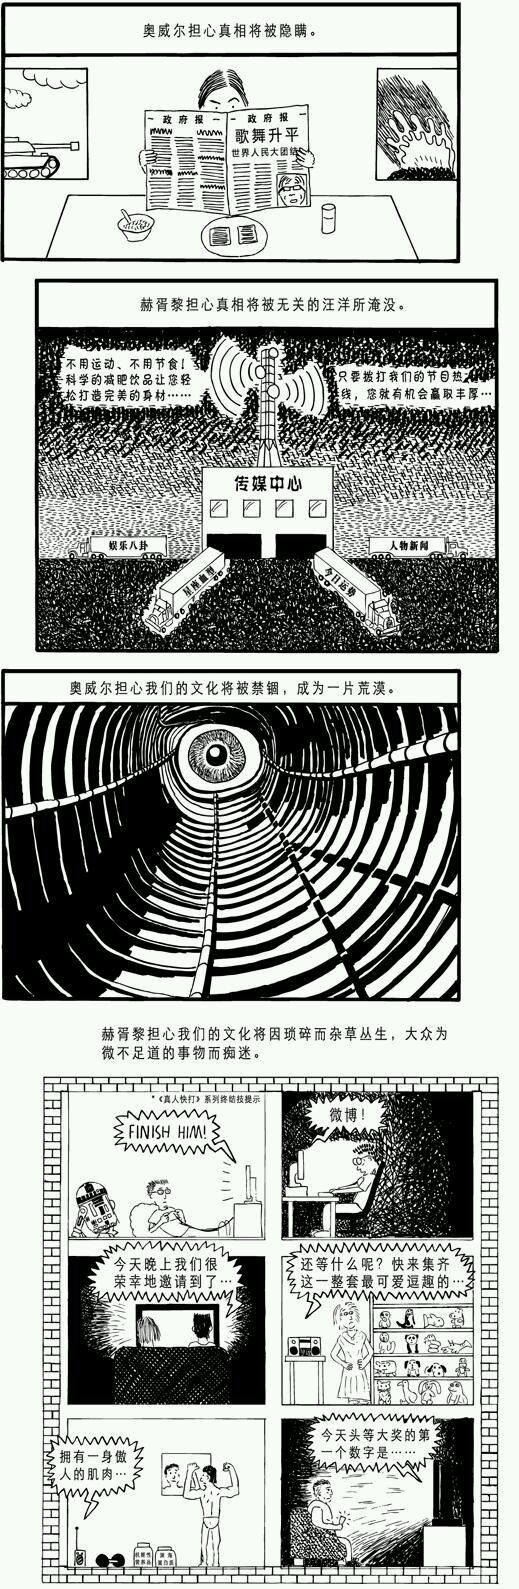 奥威尔担心真相将被隐瞒。
政府报
政府报
歌舞升平
世界人民大团结
赫胥黎担心真相将被无关的汪洋所淹没。
不用运动、不用节食！
科学的减肥饮品让您轻
松打造完美的身材……
只要拨打我们的节目热
线，您就有机会赢取丰厚…
传媒中心
娱乐八卦
人物新闻
今日运势
奥威尔担心我们的文化将被禁锢，成为一片荒漠。
赫胥黎担心我们的文化将因琐碎而杂草丛生，大众为
微不足道的事物而痴迷。
*《真人快打》系列终结技提示
FINISH HIM!
微博！
今天晚上我们很
荣幸地邀请到了…
还等什么呢？快来集齐
这一整套最可爱逗趣的…
拥有一身傲
人的肌肉…
今天头等大奖的第
一个数字是……